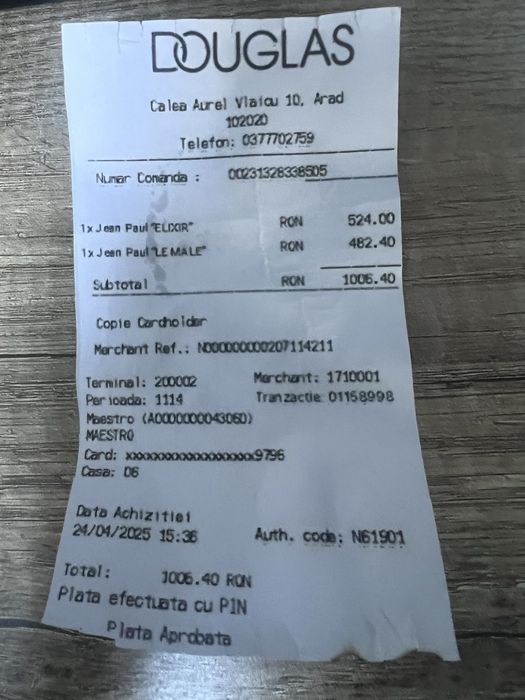 DOUGLAS
Calea Aurel Vlaicu 10, Arad
102020
Telefon: 0377702759
Numar Comanda : 00231328338505
1x Jean Paul "ELIXIR" RON 524.00
1x Jean Paul "LE MALE" RON 482.40
Subtotal RON 1006.40
Copie Cardholder
Merchant Ref.: N00000000207114211
Terminal: 200002 Merchant: 1710001
Perioada: 1114 Tranzactie 01158998
Maestro (A0000000043060)
MAESTRO
Card: xxxxxxxxxxxxxxxxxxx9796
Casa: 06
Data Achizitiei
24/04/2025 15:36 Auth. code: N61901
Total: 1006.40 RON
Plata efectuata cu PIN
Plata Aprobata